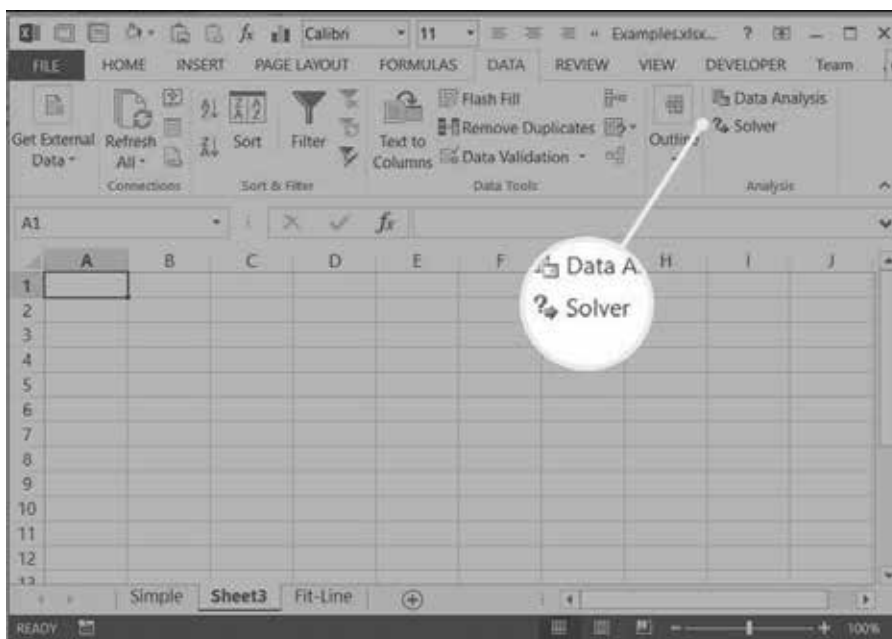 Calibri 11 Examples.xlsx... ?
FILE HOME INSERT PAGE LAYOUT FORMULAS DATA REVIEW VIEW DEVELOPER Team
Get External Data
Refresh All
Connections
Sort
Filter
Sort & Filter
Text to Columns
Flash Fill
Remove Duplicates
Data Validation
Data Tools
Outline
Data Analysis
Solver
Analysis
A1 fx
A B C D E F H I J
Data A
Solver
1
2
3
4
5
6
7
8
9
10
11
12
13
Simple Sheet3 Fit-Line
READY 100%